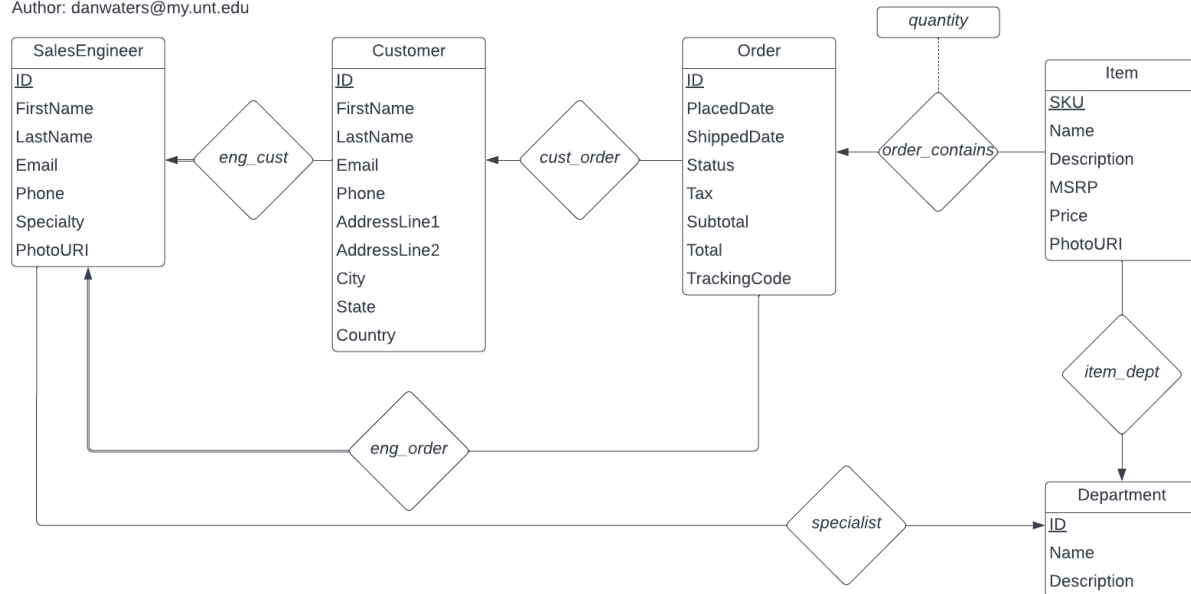 Author: danwaters@my.unt.edu
SalesEngineer
ID
FirstName
LastName
Email
Phone
Specialty
PhotoURI
eng_cust
Customer
ID
FirstName
LastName
Email
Phone
AddressLine1
AddressLine2
City
State
Country
cust_order
Order
ID
PlacedDate
ShippedDate
Status
Tax
Subtotal
Total
TrackingCode
quantity
order_contains
Item
SKU
Name
Description
MSRP
Price
PhotoURI
item_dept
eng_order
specialist
Department
ID
Name
Description